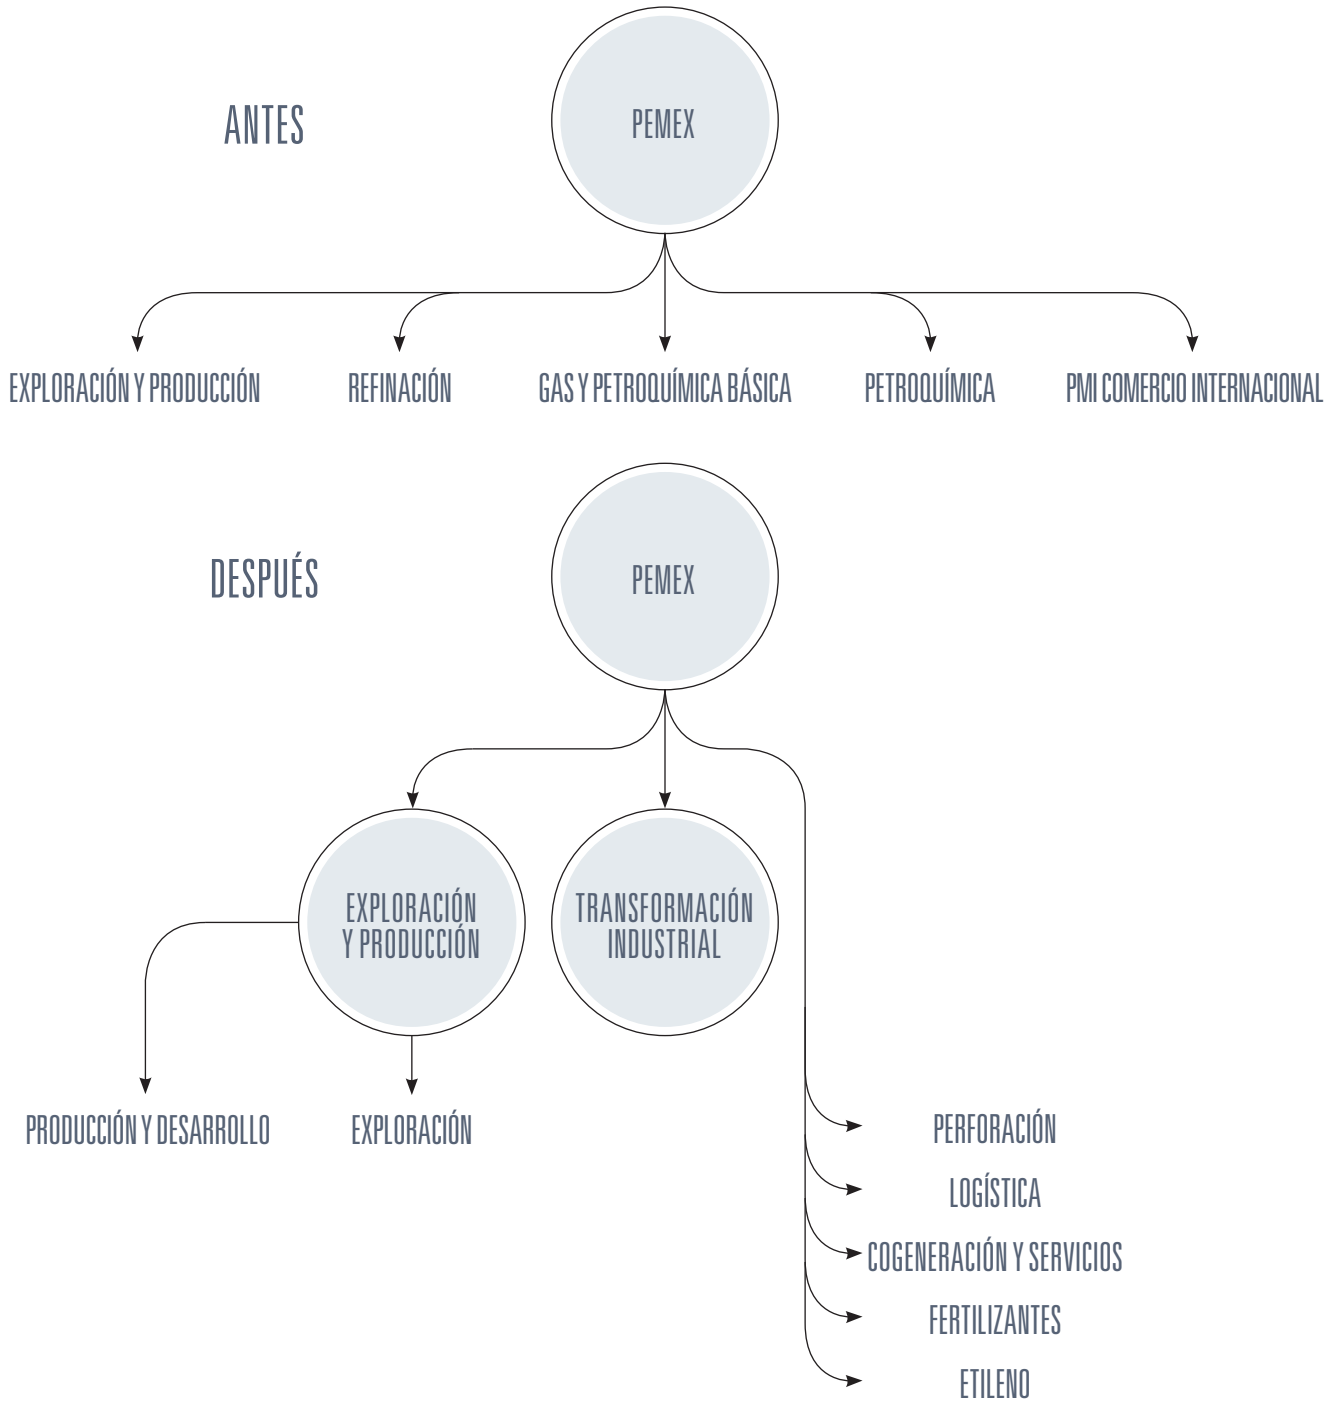 ANTES
PEMEX
EXPLORACIÓN Y PRODUCCIÓN
REFINACIÓN
GAS Y PETROQUÍMICA BÁSICA
PETROQUÍMICA
PMI COMERCIO INTERNACIONAL
DESPUÉS
PEMEX
EXPLORACIÓN
Y PRODUCCIÓN
TRANSFORMACIÓN
INDUSTRIAL
PRODUCCIÓN Y DESARROLLO
EXPLORACIÓN
PERFORACIÓN
LOGÍSTICA
COGENERACIÓN Y SERVICIOS
FERTILIZANTES
ETILENO